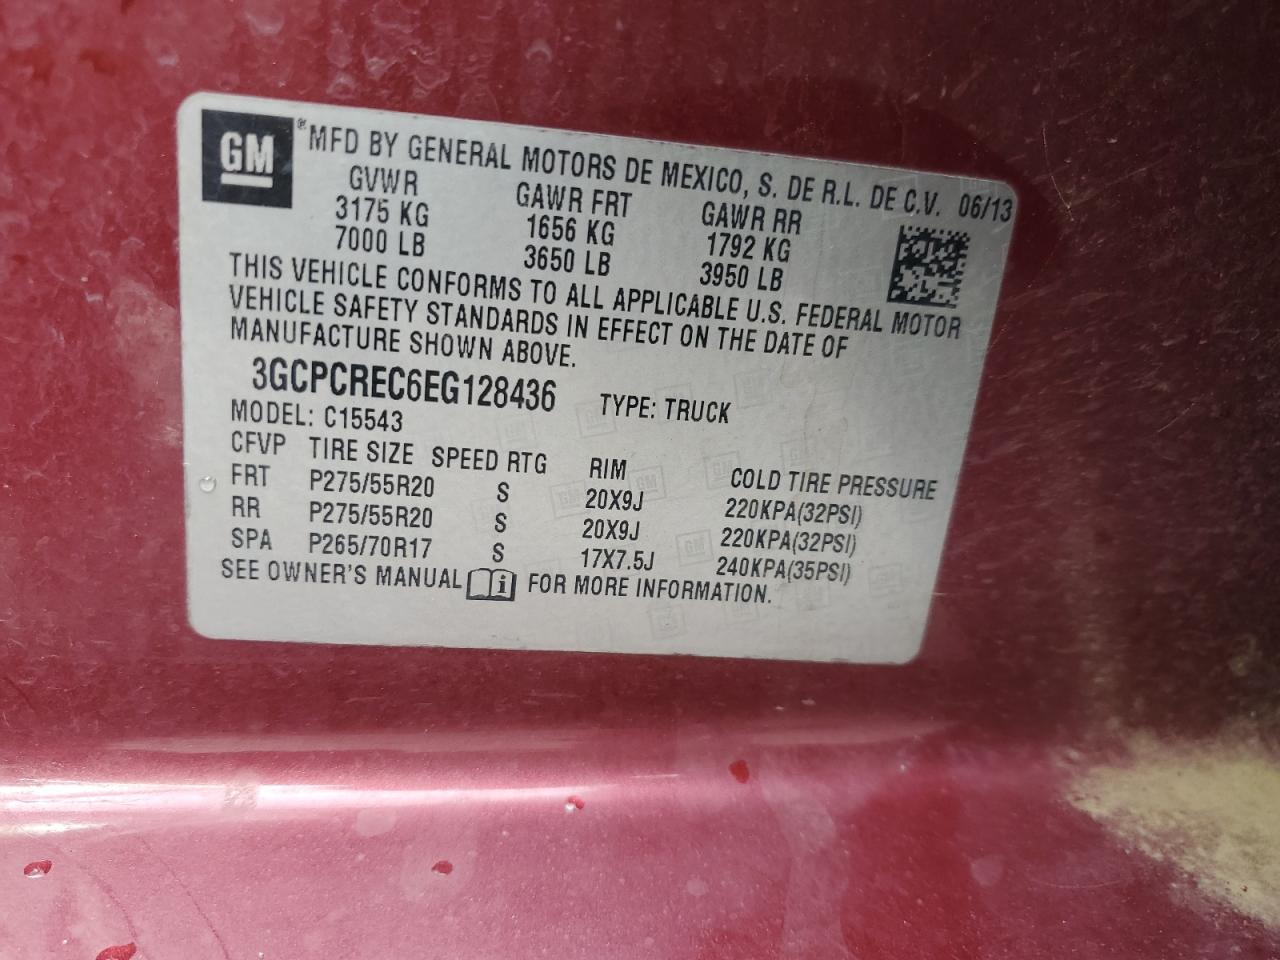 GM ® MFD BY GENERAL MOTORS DE MEXICO, S. DE R.L. DE C.V. 06/13
GVWR GAWR FRT GAWR RR
3175 KG 1656 KG 1792 KG
7000 LB 3650 LB 3950 LB
THIS VEHICLE CONFORMS TO ALL APPLICABLE U.S. FEDERAL MOTOR
VEHICLE SAFETY STANDARDS IN EFFECT ON THE DATE OF
MANUFACTURE SHOWN ABOVE.
3GCPCREC6EG128436 TYPE: TRUCK
MODEL: C15543
CFVP TIRE SIZE SPEED RTG RIM COLD TIRE PRESSURE
FRT P275/55R20 S 20X9J 220KPA(32PSI)
RR P275/55R20 S 20X9J 220KPA(32PSI)
SPA P265/70R17 S 17X7.5J 240KPA(35PSI)
SEE OWNER'S MANUAL i FOR MORE INFORMATION.